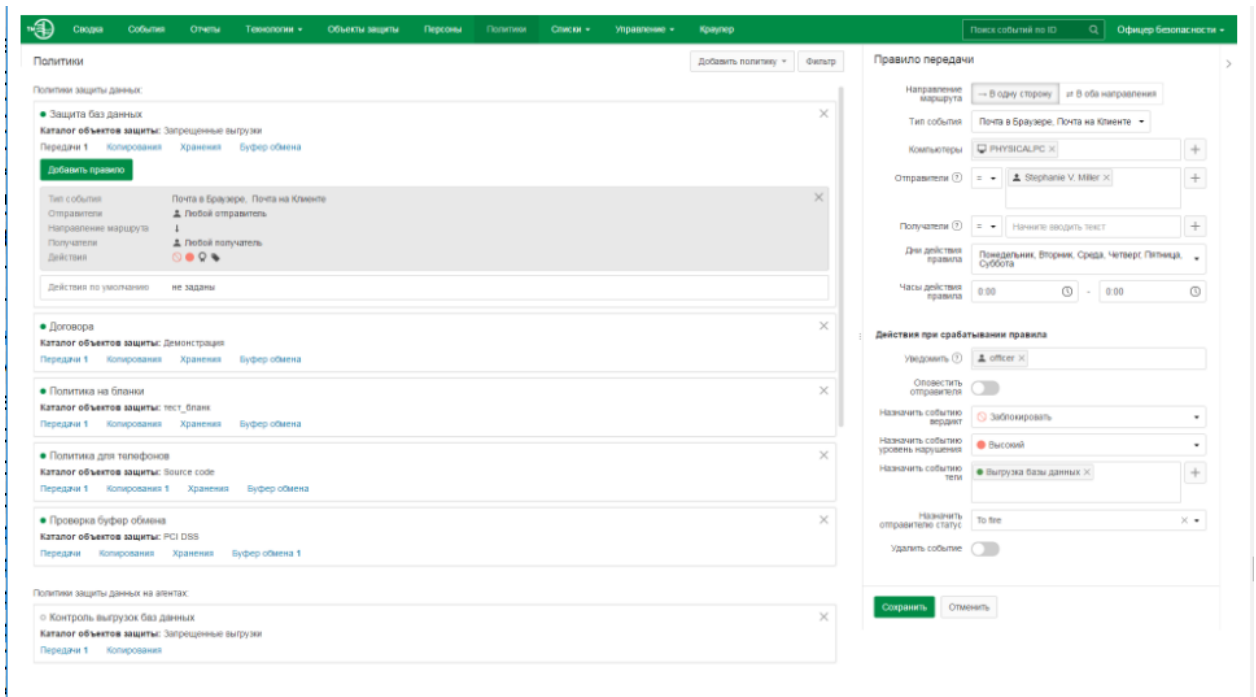 ТМ
Сводка События Отчеты Технологии Объекты защиты Персоны Политики Списки Управление Краулер Поиск событий по ID Офицер безопасности
Политики
Добавить политику Фильтр
Политики защиты данных:
Защита баз данных
Каталог объектов защиты: Запрещенные выгрузки
Передачи 1 Копирования Хранения Буфер обмена
Добавить правило
Тип события Почта в Браузере, Почта на Клиенте
Отправители Любой отправитель
Направление маршрута
Получатели Любой получатель
Действия
Действия по умолчанию не заданы
Договора
Каталог объектов защиты: Демонстрация
Передачи 1 Копирования Хранения Буфер обмена
Политика на бланки
Каталог объектов защиты: тест_бланк
Передачи 1 Копирования Хранения Буфер обмена
Политика для телефонов
Каталог объектов защиты: Source code
Передачи 1 Копирования 1 Хранения Буфер обмена
Проверка буфер обмена
Каталог объектов защиты: PCI DSS
Передачи Копирования Хранения Буфер обмена 1
Политики защиты данных на агентах:
Контроль выгрузок баз данных
Каталог объектов защиты: Запрещенные выгрузки
Передачи 1 Копирования
Правило передачи
Направление
маршрута
→ В одну сторону ⇄ В оба направления
Тип события Почта в Браузере, Почта на Клиенте
Компьютеры PHYSICALPC ×
Отправители ? = Stephanie V. Miller ×
Получатели ? = Начните вводить текст
Дни действия
правила
Понедельник, Вторник, Среда, Четверг, Пятница,
Суббота
Часы действия
правила
0:00 - 0:00
Действия при срабатывании правила
Уведомить ? officer ×
Оповестить
отправителя
Назначить событию
вердикт
Заблокировать
Назначить событию
уровень нарушения
Высокий
Назначить событию
теги
Выгрузка базы данных ×
Назначить
отправителю статус
To fire
Удалить событие
Сохранить Отменить